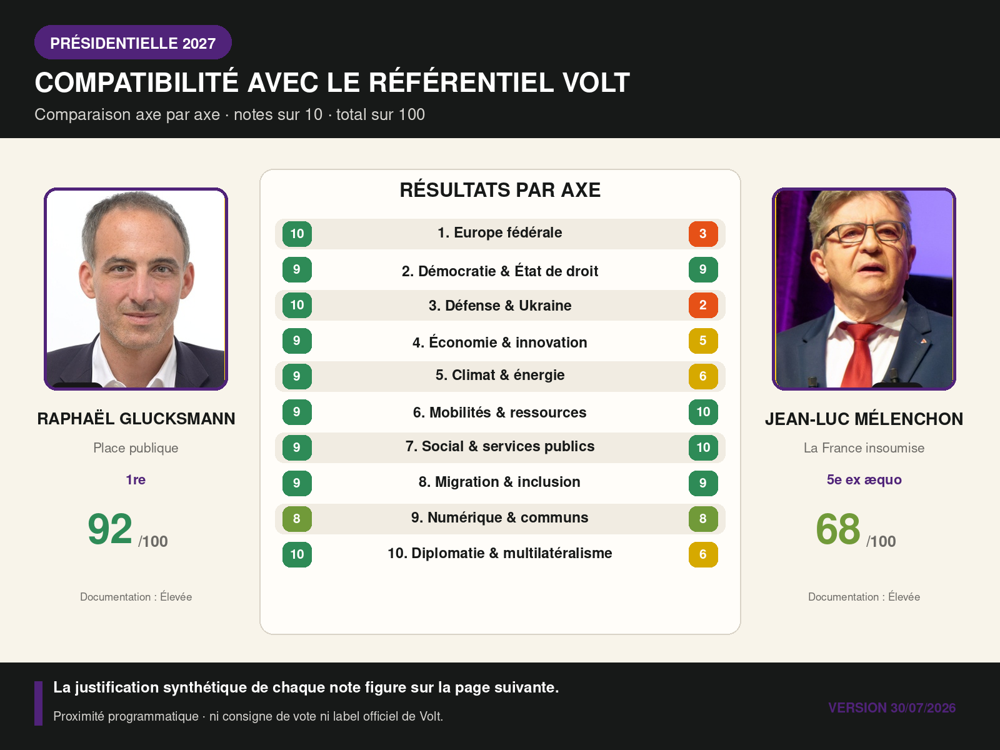 PRÉSIDENTIELLE 2027
COMPATIBILITÉ AVEC LE RÉFÉRENTIEL VOLT
Comparaison axe par axe · notes sur 10 · total sur 100
RÉSULTATS PAR AXE
10 1. Europe fédérale 3
9 2. Démocratie & État de droit 9
10 3. Défense & Ukraine 2
9 4. Économie & innovation 5
9 5. Climat & énergie 6
9 6. Mobilités & ressources 10
9 7. Social & services publics 10
9 8. Migration & inclusion 9
8 9. Numérique & communs 8
10 10. Diplomatie & multilatéralisme 6
RAPHAËL GLUCKSMANN
Place publique
1re
92 /100
Documentation : Élevée
JEAN-LUC MÉLENCHON
La France insoumise
5e ex æquo
68 /100
Documentation : Élevée
La justification synthétique de chaque note figure sur la page suivante.
Proximité programmatique · ni consigne de vote ni label officiel de Volt.
VERSION 30/07/2026